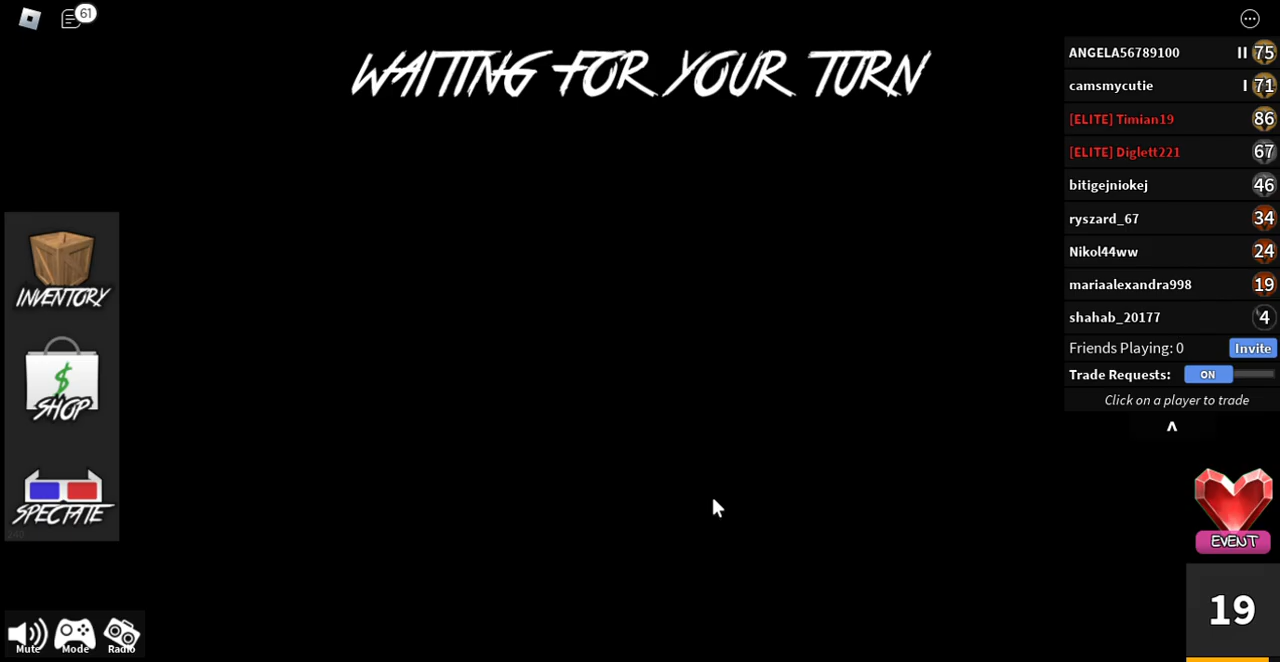 61
WAITING FOR YOUR TURN
ANGELA56789100 II 75
camsmycutie I 71
[ELITE] Timian19 86
[ELITE] Diglett221 67
bitigejniokej 46
ryszard_67 34
Nikol44ww 24
mariaalexandra998 19
shahab_20177 4
Friends Playing: 0 Invite
Trade Requests: ON
Click on a player to trade
INVENTORY
$
SHOP
SPECTATE
240
EVENT
19
Mute Mode Radio